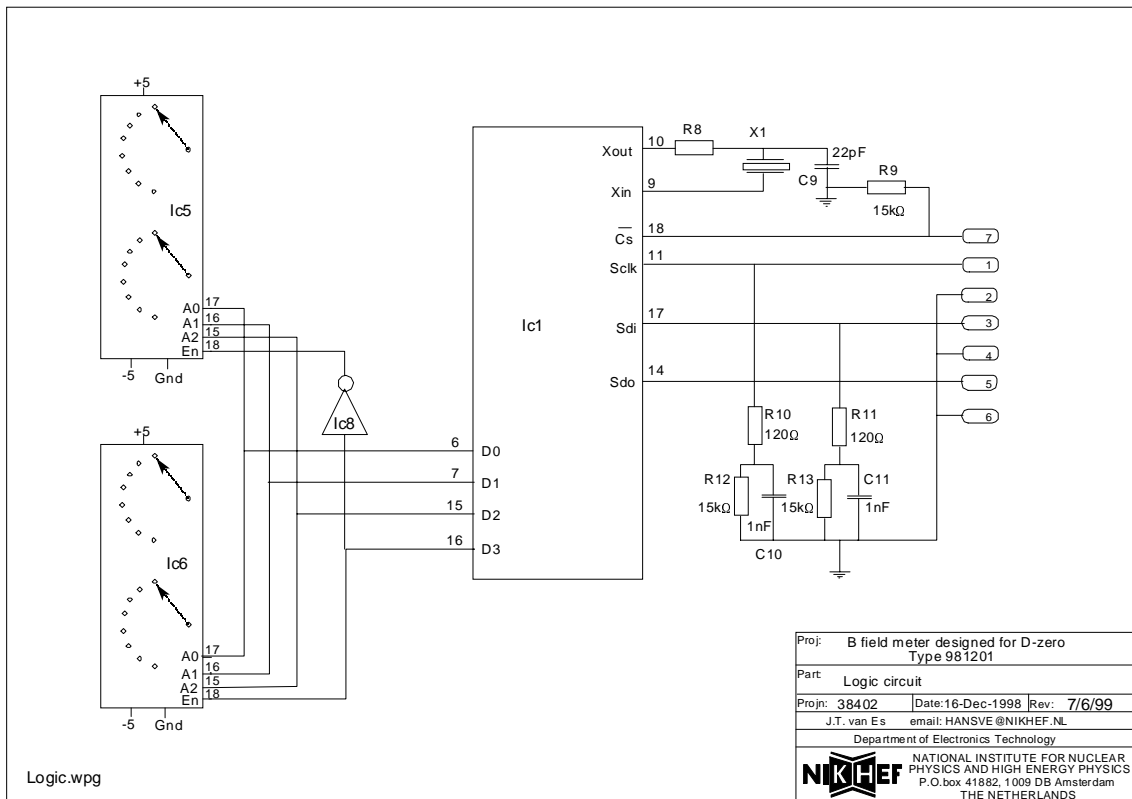 +5
Ic5
A0 17
A1 16
A2 15
En 18
-5
Gnd
+5
Ic6
A0 17
A1 16
A2 15
En 18
-5
Gnd
Ic8
Ic1
6 D0
7 D1
15 D2
16 D3
Xout 10
Xin 9
Cs 18
Sclk 11
Sdi 17
Sdo 14
R8
X1
22pF
C9
R9
15kΩ
7
1
2
3
4
5
6
R10
120Ω
R11
120Ω
R12
15kΩ
1nF
C10
R13
15kΩ
C11
1nF
Proj: B field meter designed for D-zero
Type 981201
Part: Logic circuit
Projn: 38402 Date:16-Dec-1998 Rev: 7/6/99
J.T. van Es email: HANSVE@NIKHEF.NL
Department of Electronics Technology
NIKHEF
NATIONAL INSTITUTE FOR NUCLEAR
PHYSICS AND HIGH ENERGY PHYSICS
P.O.box 41882, 1009 DB Amsterdam
THE NETHERLANDS
Logic.wpg